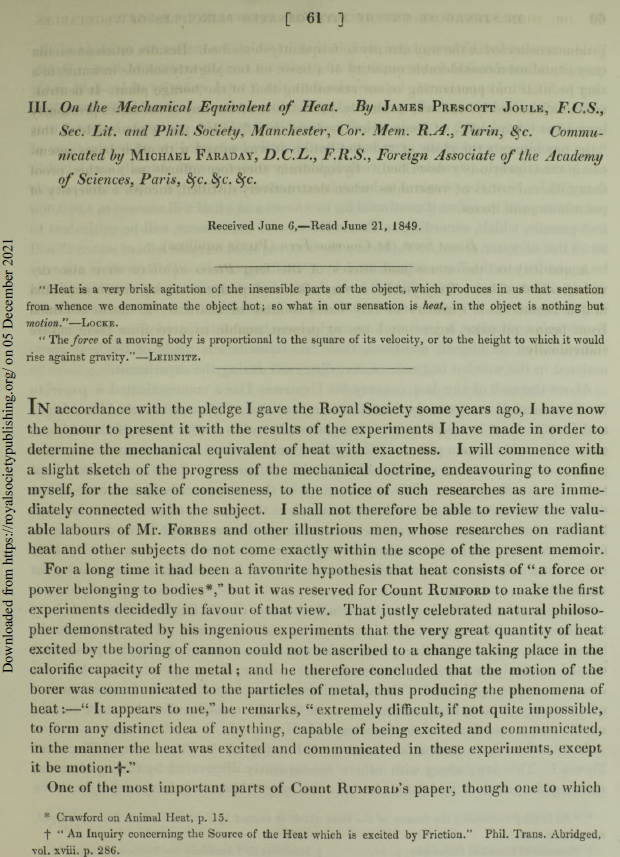 [ 61 ]
III. On the Mechanical Equivalent of Heat. By JAMES PRESCOTT JOULE, F.C.S.,
Sec. Lit. and Phil. Society, Manchester, Cor. Mem. R.A., Turin, &c. Commu-
nicated by MICHAEL FARADAY, D.C.L., F.R.S., Foreign Associate of the Academy
of Sciences, Paris, &c. &c. &c.
Received June 6,—Read June 21, 1849.
" Heat is a very brisk agitation of the insensible parts of the object, which produces in us that sensation
from whence we denominate the object hot; so what in our sensation is heat, in the object is nothing but
motion."—LOCKE.
" The force of a moving body is proportional to the square of its velocity, or to the height to which it would
rise against gravity."—LEIBNITZ.
IN accordance with the pledge I gave the Royal Society some years ago, I have now
the honour to present it with the results of the experiments I have made in order to
determine the mechanical equivalent of heat with exactness. I will commence with
a slight sketch of the progress of the mechanical doctrine, endeavouring to confine
myself, for the sake of conciseness, to the notice of such researches as are imme-
diately connected with the subject. I shall not therefore be able to review the valu-
able labours of Mr. FORBES and other illustrious men, whose researches on radiant
heat and other subjects do not come exactly within the scope of the present memoir.
For a long time it had been a favourite hypothesis that heat consists of " a force or
power belonging to bodies*," but it was reserved for Count RUMFORD to make the first
experiments decidedly in favour of that view. That justly celebrated natural philoso-
pher demonstrated by his ingenious experiments that the very great quantity of heat
excited by the boring of cannon could not be ascribed to a change taking place in the
calorific capacity of the metal; and he therefore concluded that the motion of the
borer was communicated to the particles of metal, thus producing the phenomena of
heat:—" It appears to me," he remarks, " extremely difficult, if not quite impossible,
to form any distinct idea of anything, capable of being excited and communicated,
in the manner the heat was excited and communicated in these experiments, except
it be motion†."
One of the most important parts of Count RUMFORD's paper, though one to which
* Crawford on Animal Heat, p. 15.
† " An Inquiry concerning the Source of the Heat which is excited by Friction." Phil. Trans. Abridged,
vol. xviii. p. 286.
Downloaded from https://royalsocietypublishing.org/ on 05 December 2021